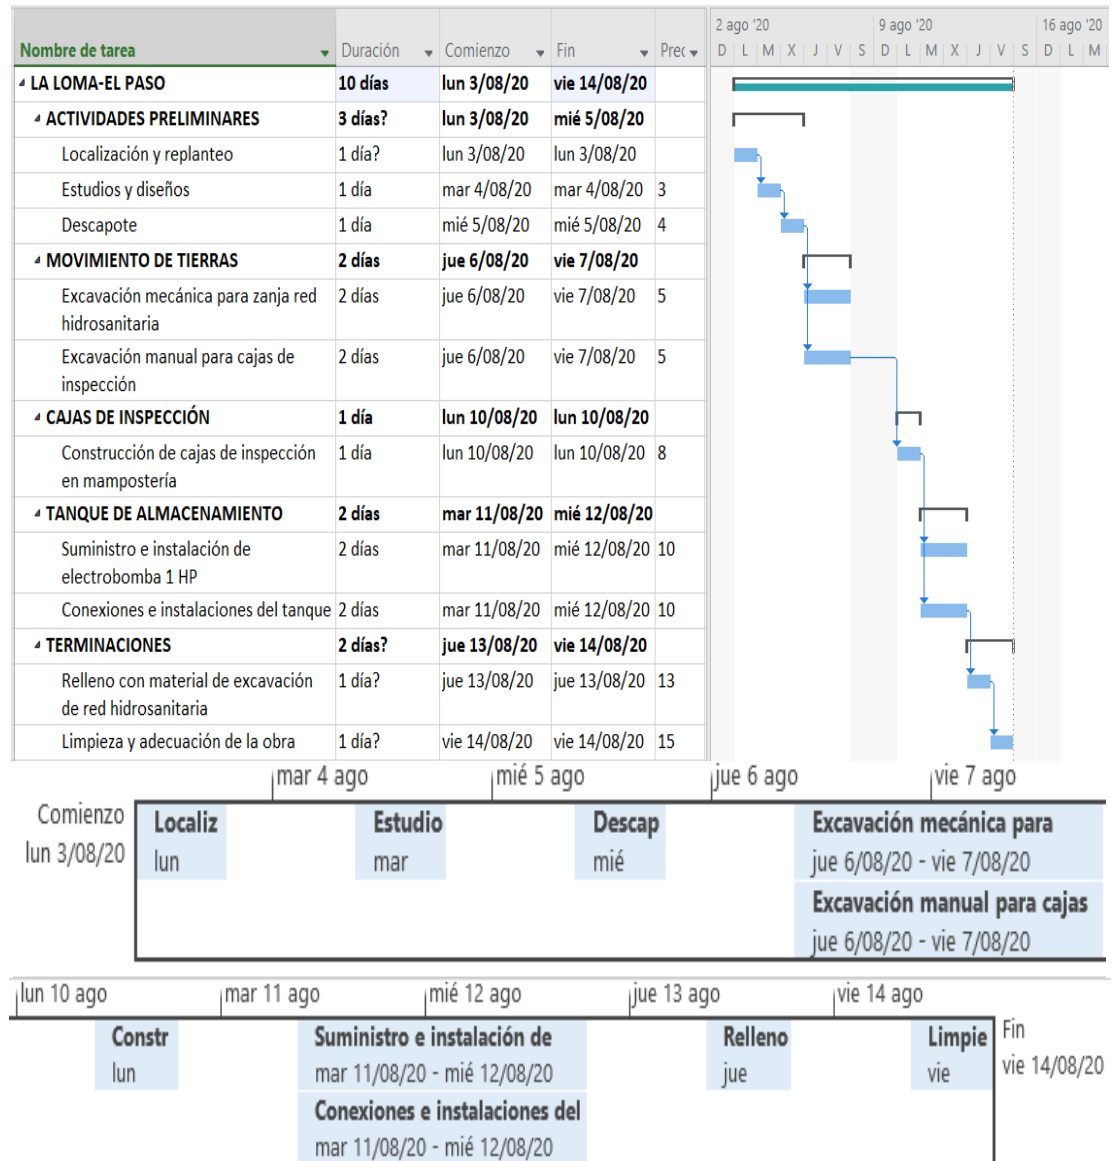 2 ago '20 9 ago '20 16 ago '20
Nombre de tarea Duración Comienzo Fin Prec D L M X J V S D L M X J V S D L M
LA LOMA-EL PASO 10 días lun 3/08/20 vie 14/08/20
ACTIVIDADES PRELIMINARES 3 días? lun 3/08/20 mié 5/08/20
Localización y replanteo 1 día? lun 3/08/20 lun 3/08/20
Estudios y diseños 1 día mar 4/08/20 mar 4/08/20 3
Descapote 1 día mié 5/08/20 mié 5/08/20 4
MOVIMIENTO DE TIERRAS 2 días jue 6/08/20 vie 7/08/20
Excavación mecánica para zanja red 2 días jue 6/08/20 vie 7/08/20 5
hidrosanitaria
Excavación manual para cajas de 2 días jue 6/08/20 vie 7/08/20 5
inspección
CAJAS DE INSPECCIÓN 1 día lun 10/08/20 lun 10/08/20
Construcción de cajas de inspección 1 día lun 10/08/20 lun 10/08/20 8
en mampostería
TANQUE DE ALMACENAMIENTO 2 días mar 11/08/20 mié 12/08/20
Suministro e instalación de 2 días mar 11/08/20 mié 12/08/20 10
electrobomba 1 HP
Conexiones e instalaciones del tanque 2 días mar 11/08/20 mié 12/08/20 10
TERMINACIONES 2 días? jue 13/08/20 vie 14/08/20
Relleno con material de excavación 1 día? jue 13/08/20 jue 13/08/20 13
de red hidrosanitaria
Limpieza y adecuación de la obra 1 día? vie 14/08/20 vie 14/08/20 15
mar 4 ago mié 5 ago jue 6 ago vie 7 ago
Comienzo Localiz Estudio Descap Excavación mecánica para
lun 3/08/20 lun mar mié jue 6/08/20 - vie 7/08/20
Excavación manual para cajas
jue 6/08/20 - vie 7/08/20
lun 10 ago mar 11 ago mié 12 ago jue 13 ago vie 14 ago
Constr Suministro e instalación de Relleno Limpie Fin
lun mar 11/08/20 - mié 12/08/20 jue vie vie 14/08/20
Conexiones e instalaciones del
mar 11/08/20 - mié 12/08/20